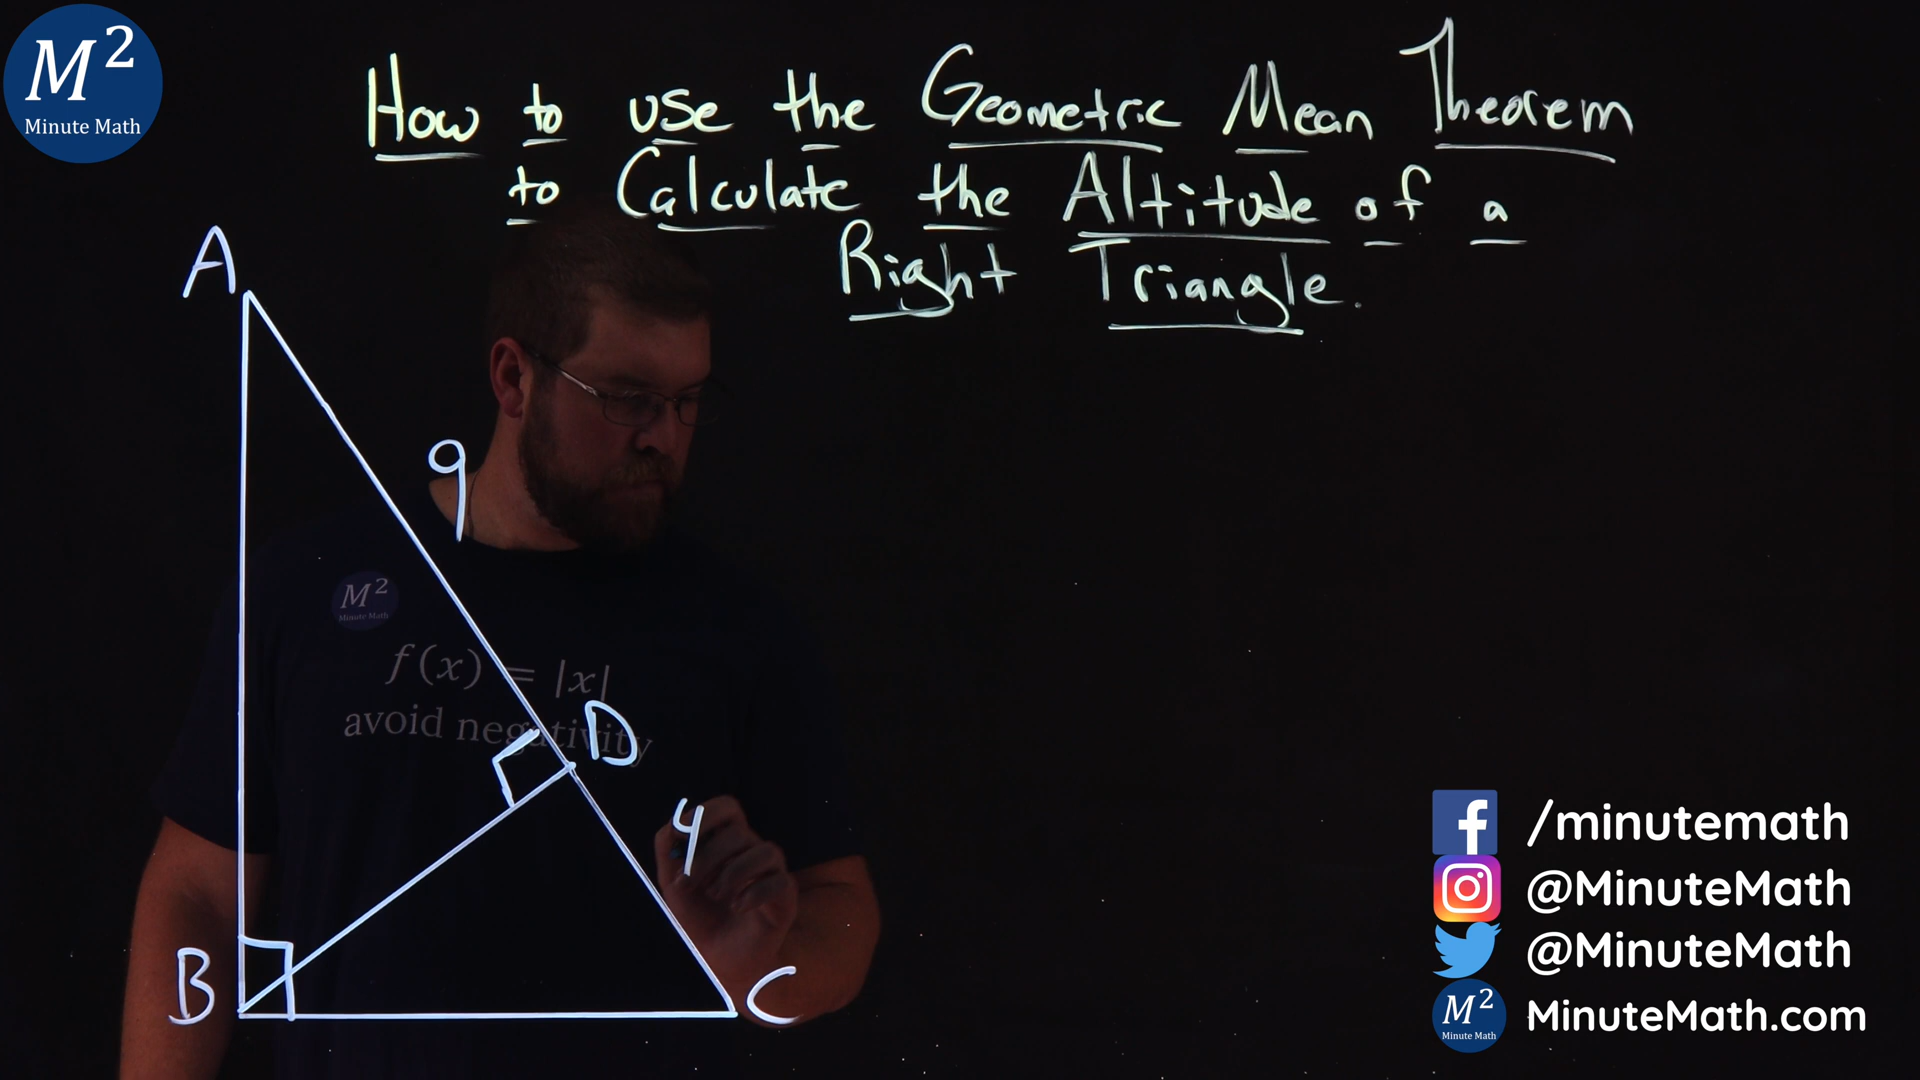 M²
Minute Math
How to use the Geometric Mean Theorem
to Calculate the Altitude of a
Right Triangle.
A
9
M²
Minute Math
f(x) = |x|
avoid negativity
D
4
B
C
/minutemath
@MinuteMath
@MinuteMath
M²
Minute Math
MinuteMath.com